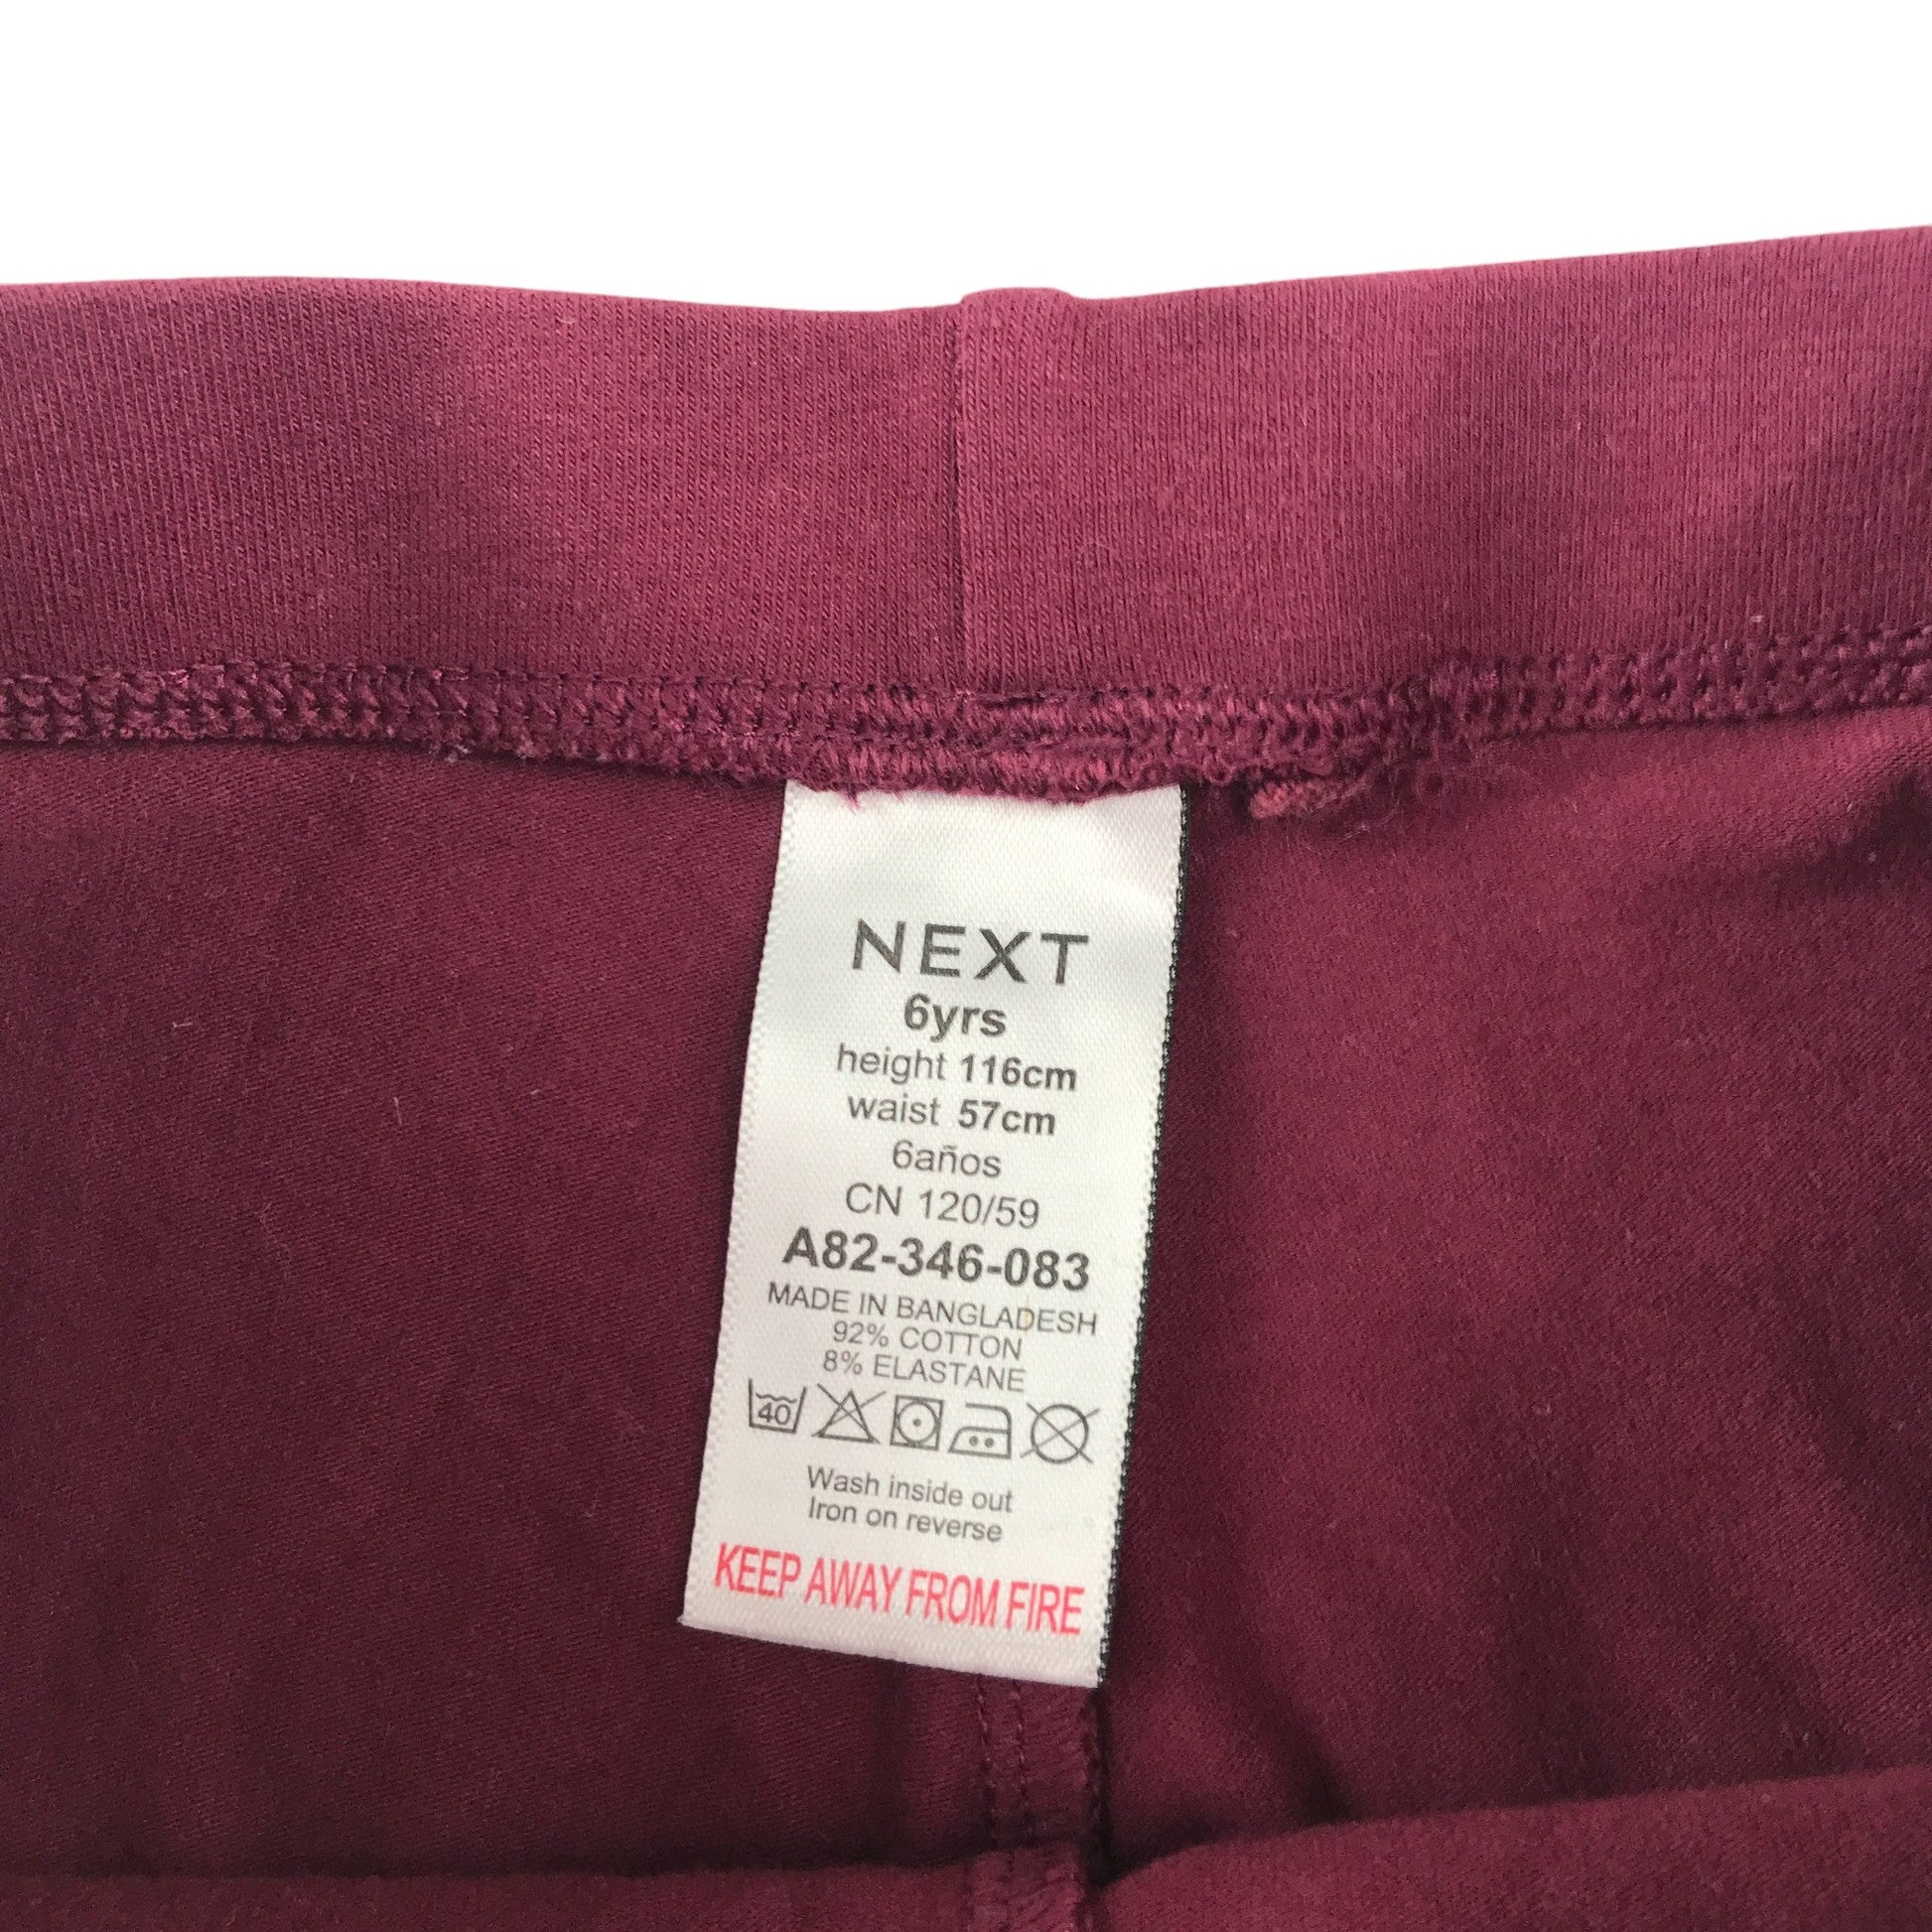 NEXT
6yrs
height 116cm
waist 57cm
6años
CN 120/59
A82-346-083
MADE IN BANGLADESH
92% COTTON
8% ELASTANE
40
Wash inside out
Iron on reverse
KEEP AWAY FROM FIRE